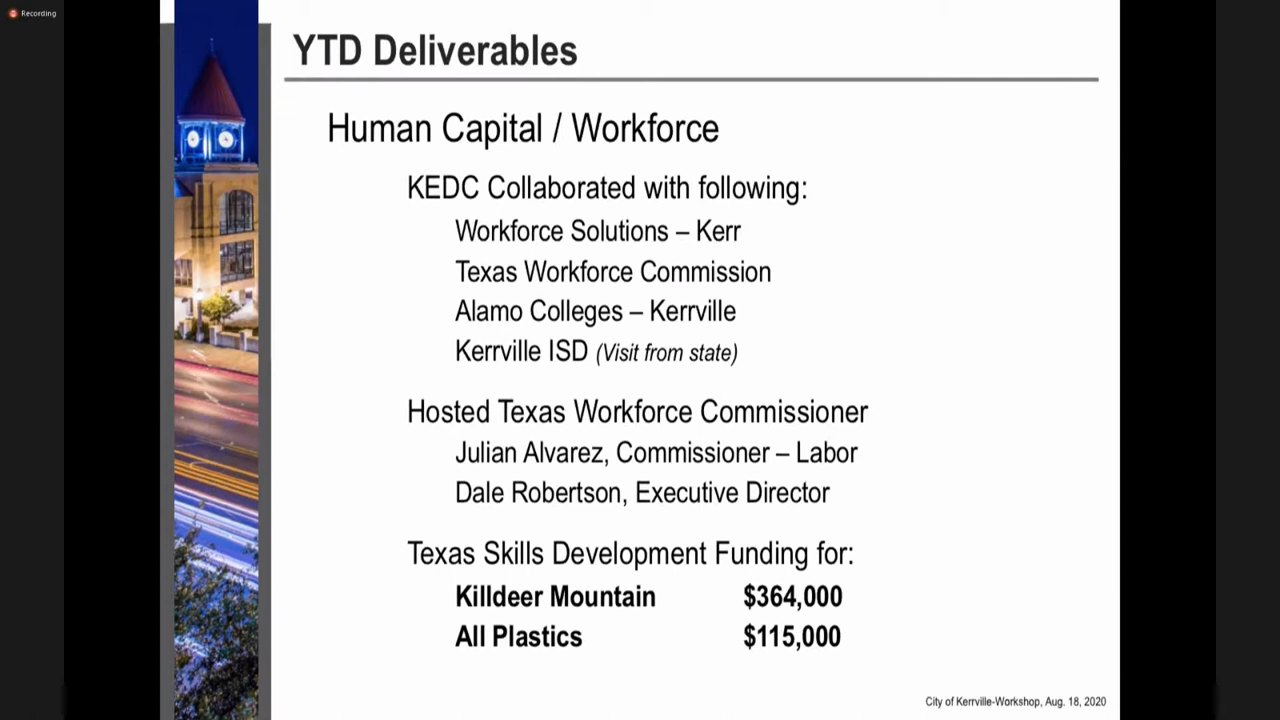 Recording
YTD Deliverables
Human Capital / Workforce
KEDC Collaborated with following:
Workforce Solutions – Kerr
Texas Workforce Commission
Alamo Colleges – Kerrville
Kerrville ISD (Visit from state)
Hosted Texas Workforce Commissioner
Julian Alvarez, Commissioner – Labor
Dale Robertson, Executive Director
Texas Skills Development Funding for:
Killdeer Mountain $364,000
All Plastics $115,000
City of Kerrville-Workshop, Aug. 18, 2020